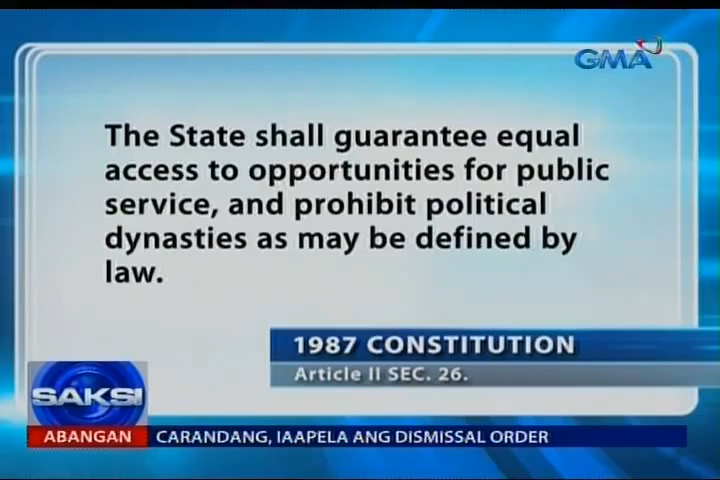 GMA
The State shall guarantee equal
access to opportunities for public
service, and prohibit political
dynasties as may be defined by
law.
1987 CONSTITUTION
Article II SEC. 26.
SAKSI
ABANGAN CARANDANG, IAAPELA ANG DISMISSAL ORDER